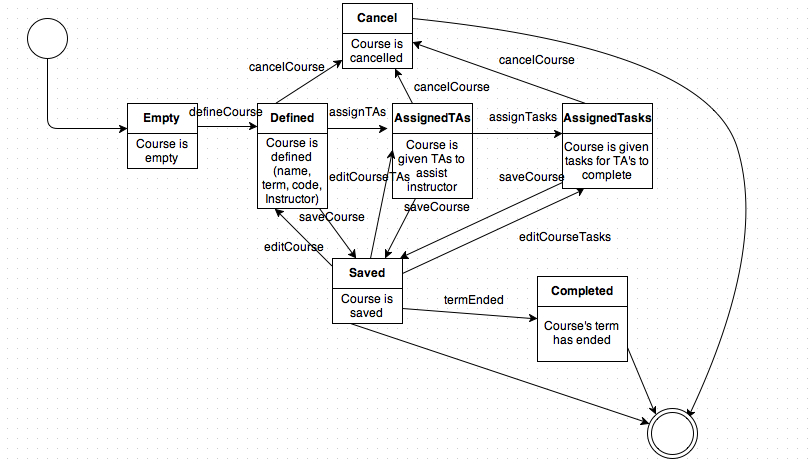 Cancel
Course is
cancelled
cancelCourse
cancelCourse
cancelCourse
Empty
Course is
empty
defineCourse
Defined
Course is
defined
(name,
term, code,
Instructor)
assignTAs
AssignedTAs
Course is
given TAs to
assist
instructor
assignTasks
AssignedTasks
Course is given
tasks for TA's to
complete
editCourseTAs
saveCourse
saveCourse
saveCourse
editCourse
editCourseTasks
Saved
Course is
saved
termEnded
Completed
Course's term
has ended